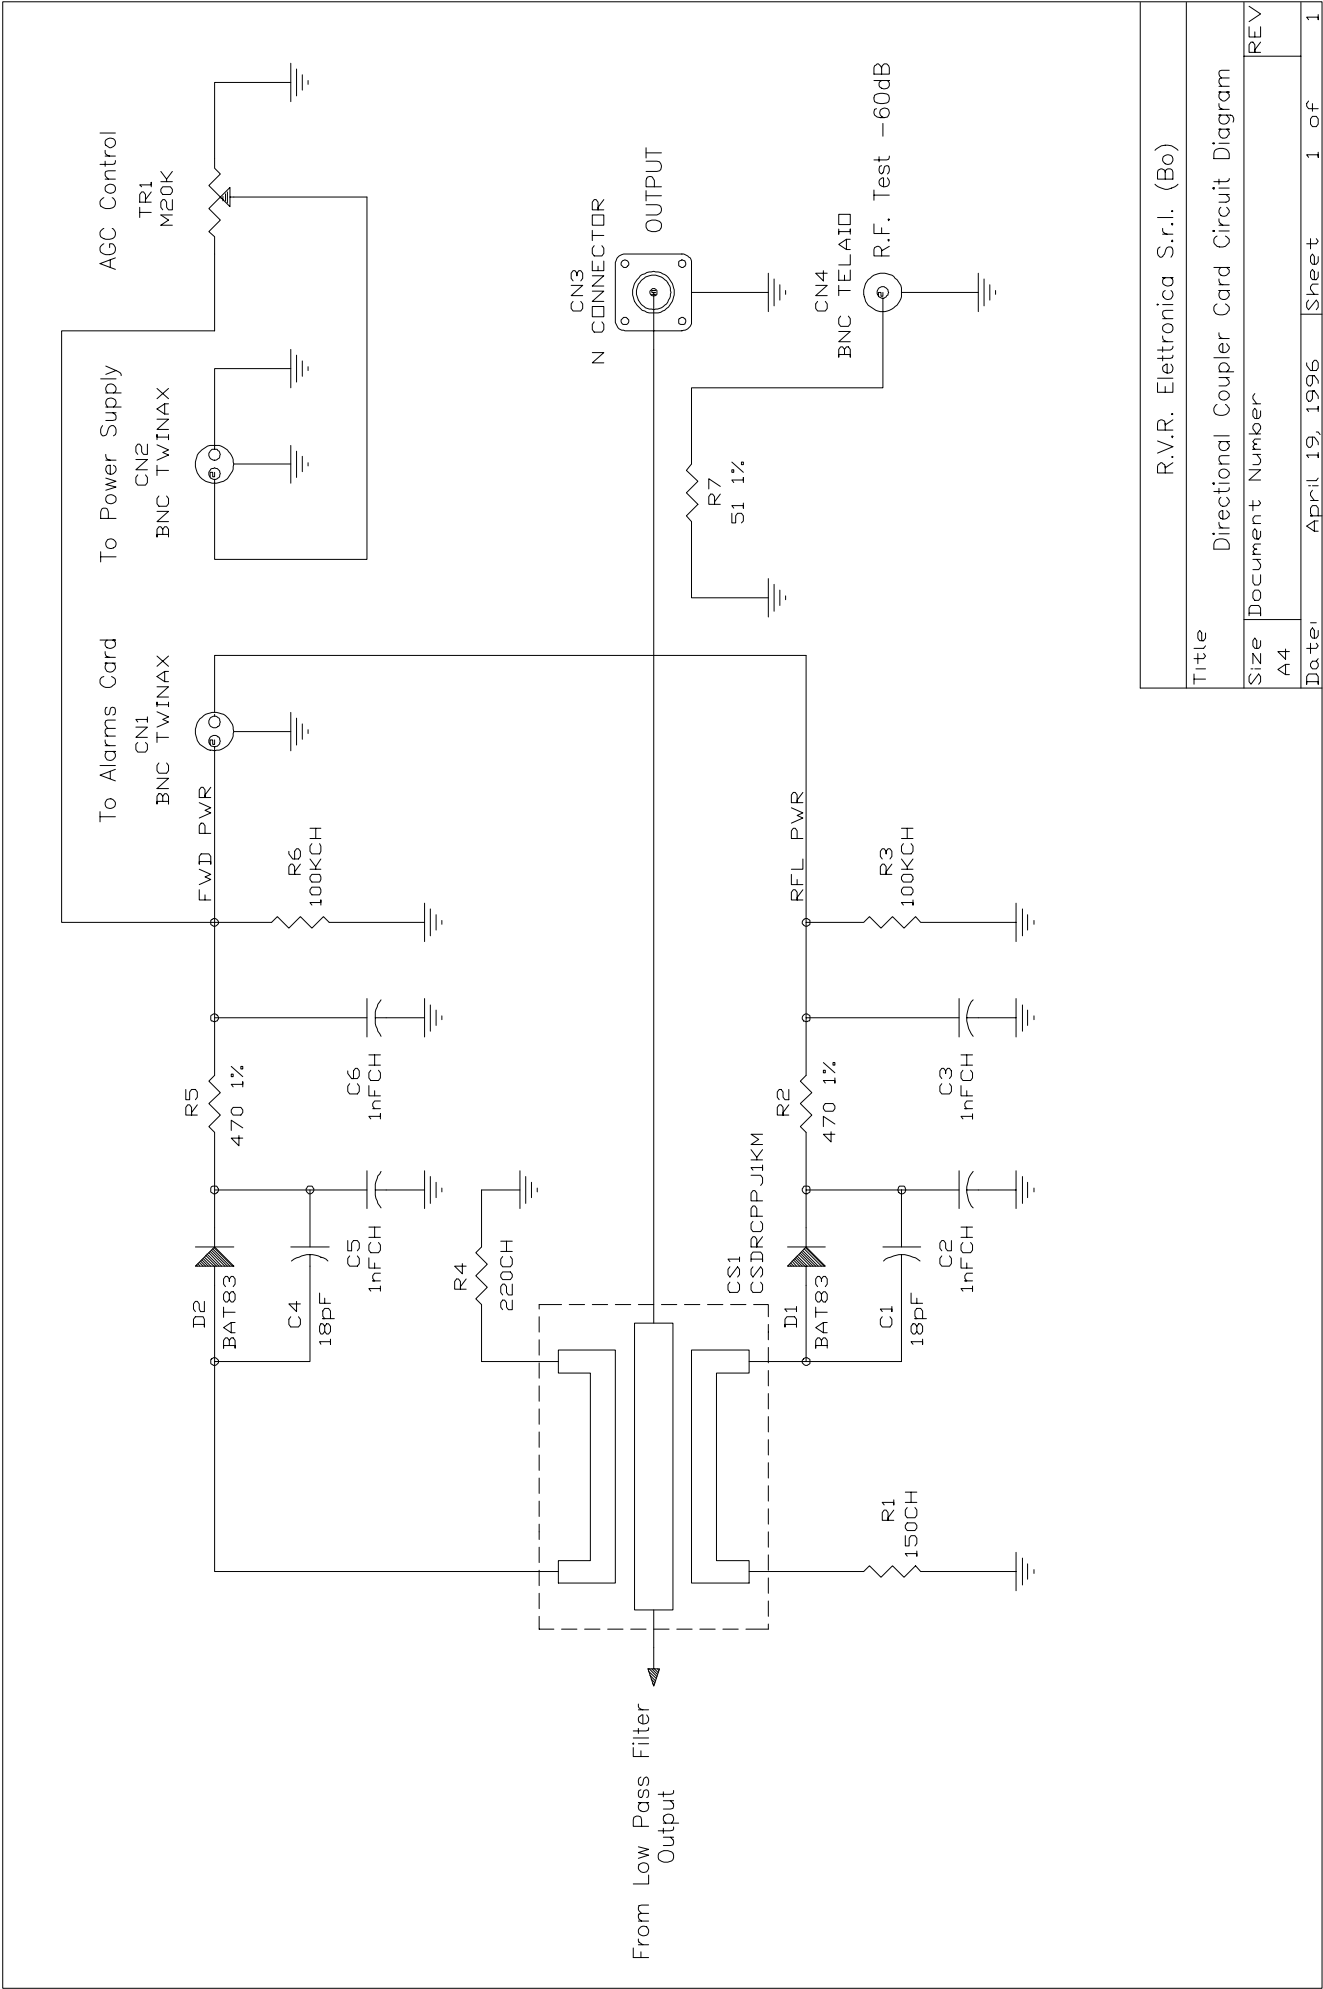 AGC Control
TR1
M20K
To Power Supply
CN2
BNC TWINAX
To Alarms Card
CN1
BNC TWINAX
FWD PWR
R6
100KCH
R5
470 1%
C6
1nFCH
D2
BAT83
C4
18pF
C5
1nFCH
R4
220CH
CN3
N CONNECTOR
OUTPUT
CN4
BNC TELAIO
R.F. Test -60dB
R7
51 1%
CS1
CSDRCPPJ1KM
RFL PWR
R3
100KCH
R2
470 1%
C3
1nFCH
D1
BAT83
C1
18pF
C2
1nFCH
R1
150CH
From Low Pass Filter
Output
R.V.R. Elettronica S.r.l. (Bo)
Title
Directional Coupler Card Circuit Diagram
Size Document Number REV
A4
Date: April 19, 1996 Sheet 1 of 1